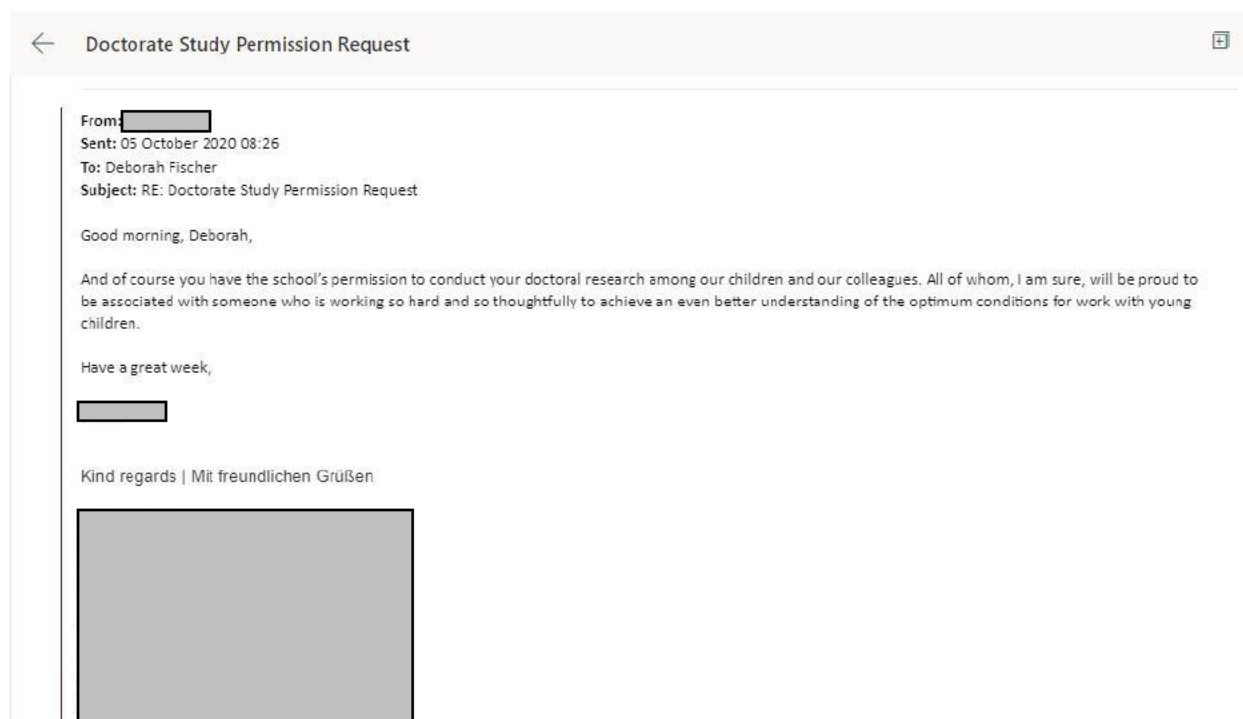 Doctorate Study Permission Request
From:
Sent: 05 October 2020 08:26
To: Deborah Fischer
Subject: RE: Doctorate Study Permission Request
Good morning, Deborah,
And of course you have the school's permission to conduct your doctoral research among our children and our colleagues. All of whom, I am sure, will be proud to
be associated with someone who is working so hard and so thoughtfully to achieve an even better understanding of the optimum conditions for work with young
children.
Have a great week,
Kind regards | Mit freundlichen Grüßen